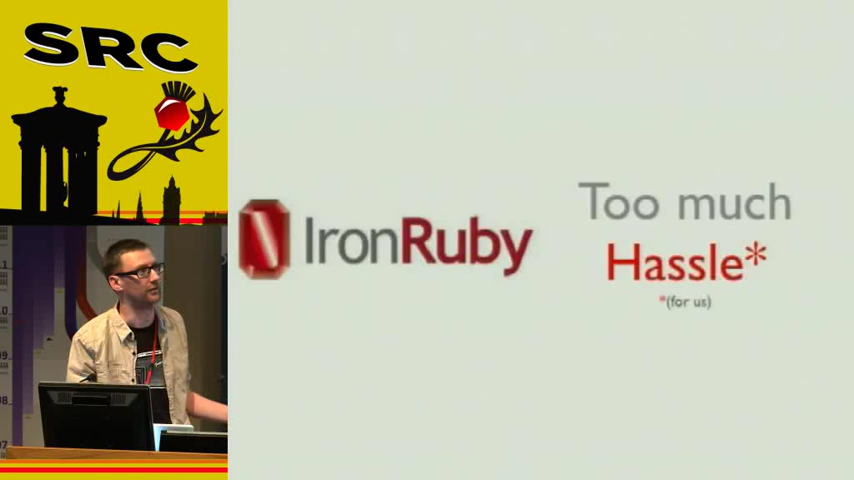 SRC
IronRuby
Too much
Hassle*
*(for us)